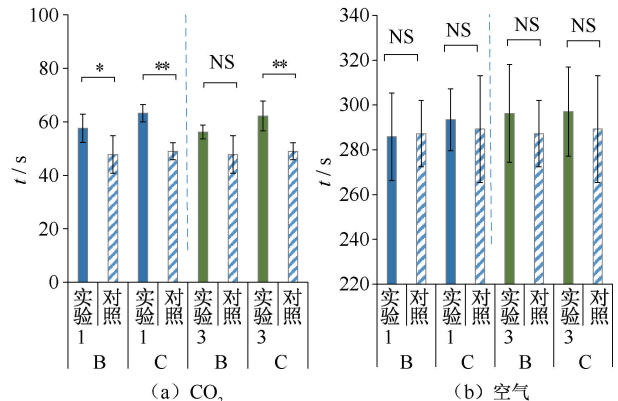 100
80
60
40
20
0
t / s
*
**
NS
**
实验 对照 实验 对照 实验 对照 实验 对照
1 1 3 3
B C B C
(a) CO₂
340
320
300
280
260
240
220
t / s
NS
NS
NS
NS
实验 对照 实验 对照 实验 对照 实验 对照
1 1 3 3
B C B C
(b) 空气